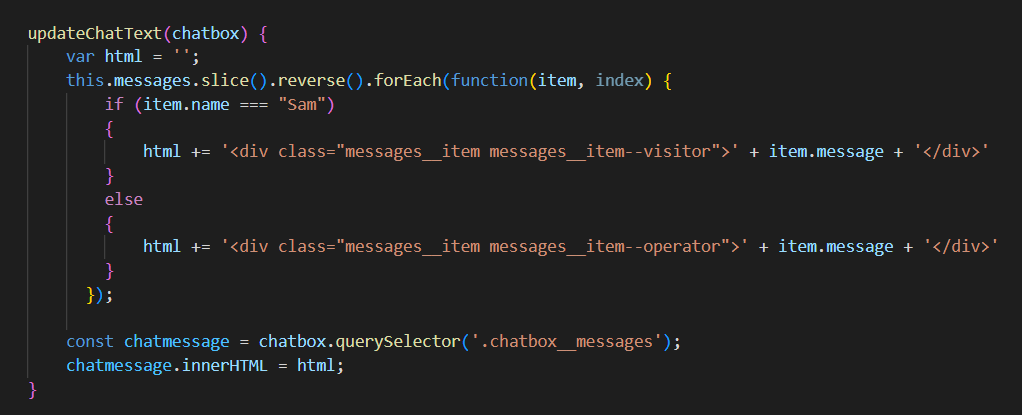 updateChatText(chatbox) {
    var html = '';
    this.messages.slice().reverse().forEach(function(item, index) {
        if (item.name === "Sam")
        {
            html += '<div class="messages__item messages__item--visitor">' + item.message + '</div>'
        }
        else
        {
            html += '<div class="messages__item messages__item--operator">' + item.message + '</div>'
        }
      });

    const chatmessage = chatbox.querySelector('.chatbox__messages');
    chatmessage.innerHTML = html;
}